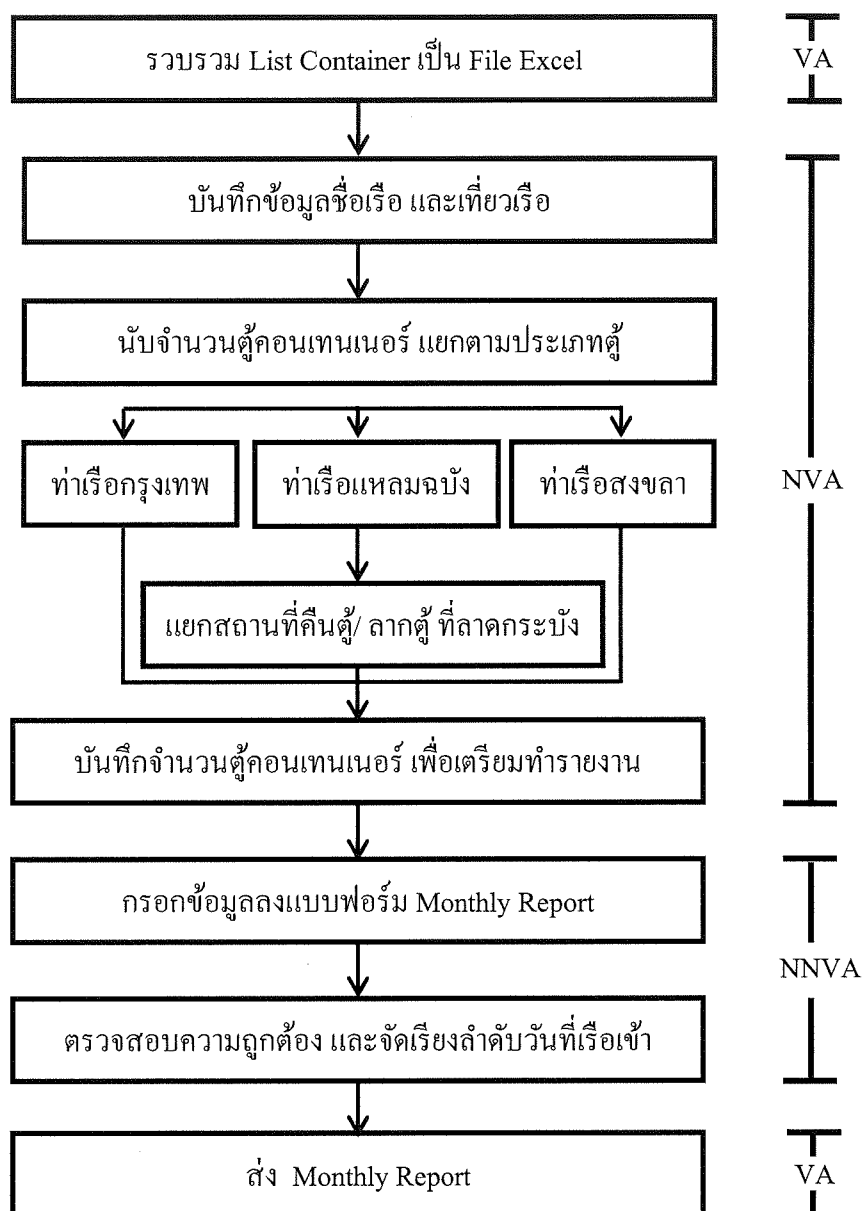 รวบรวม List Container เป็น File Excel
VA
บันทึกข้อมูลชื่อเรือ และเที่ยวเรือ
นับจำนวนตู้คอนเทนเนอร์ แยกตามประเภทตู้
ท่าเรือกรุงเทพ
ท่าเรือแหลมฉบัง
ท่าเรือสงขลา
NVA
แยกสถานที่คืนตู้/ ลากตู้ ที่ลาดกระบัง
บันทึกจำนวนตู้คอนเทนเนอร์ เพื่อเตรียมทำรายงาน
กรอกข้อมูลลงแบบฟอร์ม Monthly Report
NNVA
ตรวจสอบความถูกต้อง และจัดเรียงลำดับวันที่เรือเข้า
ส่ง Monthly Report
VA